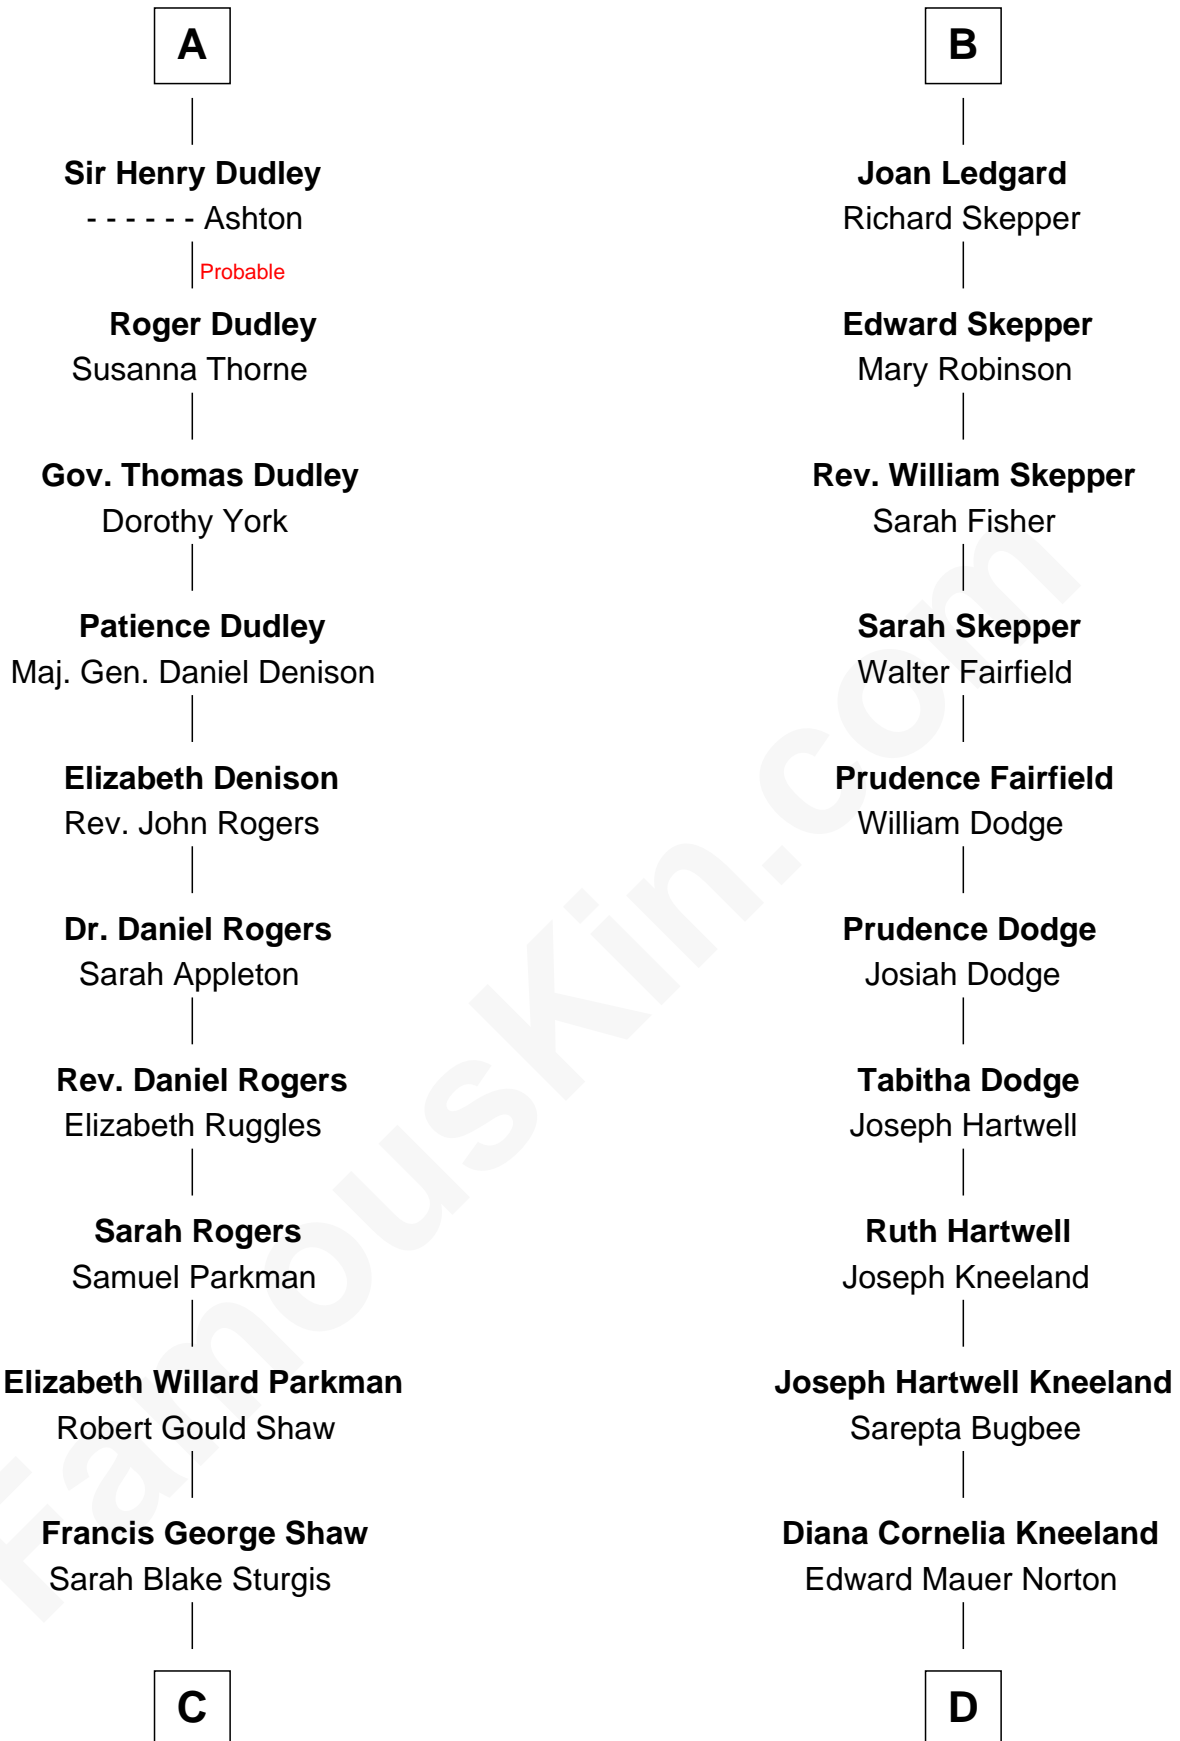 A
Sir Henry Dudley
- - - - - - Ashton
Probable
Roger Dudley
Susanna Thorne
Gov. Thomas Dudley
Dorothy York
Patience Dudley
Maj. Gen. Daniel Denison
Elizabeth Denison
Rev. John Rogers
Dr. Daniel Rogers
Sarah Appleton
Rev. Daniel Rogers
Elizabeth Ruggles
Sarah Rogers
Samuel Parkman
Elizabeth Willard Parkman
Robert Gould Shaw
Francis George Shaw
Sarah Blake Sturgis
C
B
Joan Ledgard
Richard Skepper
Edward Skepper
Mary Robinson
Rev. William Skepper
Sarah Fisher
Sarah Skepper
Walter Fairfield
Prudence Fairfield
William Dodge
Prudence Dodge
Josiah Dodge
Tabitha Dodge
Joseph Hartwell
Ruth Hartwell
Joseph Kneeland
Joseph Hartwell Kneeland
Sarepta Bugbee
Diana Cornelia Kneeland
Edward Mauer Norton
D
FamousKin.com